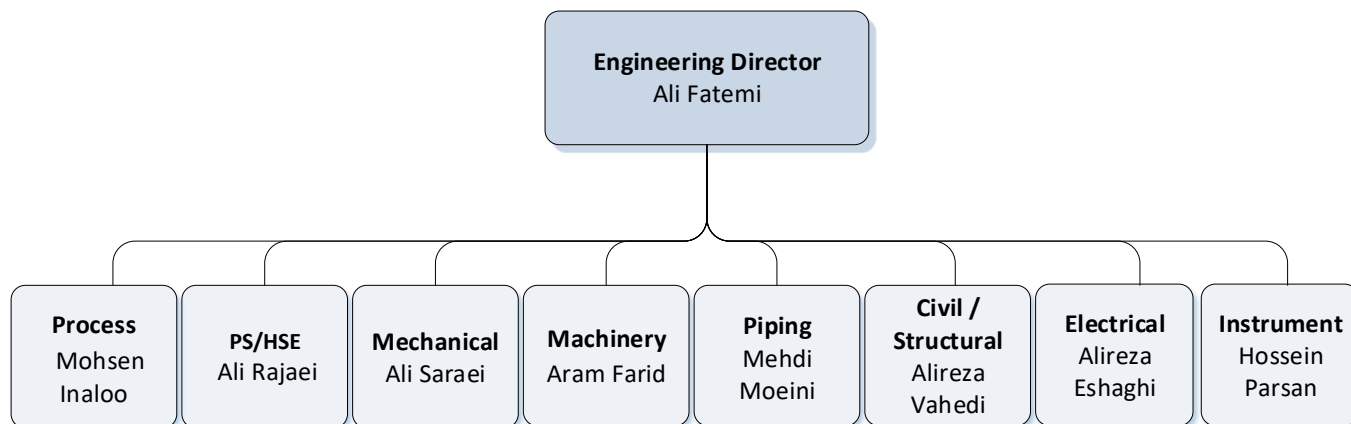 Engineering Director
Ali Fatemi
Process
Mohsen
Inaloo
PS/HSE
Ali Rajaei
Mechanical
Ali Saraei
Machinery
Aram Farid
Piping
Mehdi
Moeini
Civil /
Structural
Alireza
Vahedi
Electrical
Alireza
Eshaghi
Instrument
Hossein
Parsan